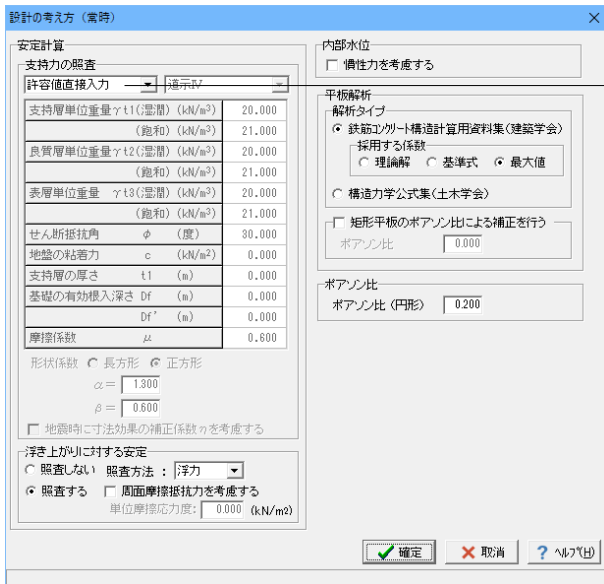 設計の考え方（常時）
安定計算
支持力の照査
許容値直接入力 道示Ⅳ
支持層単位重量γt1(湿潤) (kN/m³) 20.000
(飽和) (kN/m³) 21.000
良質層単位重量γt2(湿潤) (kN/m³) 20.000
(飽和) (kN/m³) 21.000
表層単位重量 γt3(湿潤) (kN/m³) 20.000
(飽和) (kN/m³) 21.000
せん断抵抗角 φ (度) 30.000
地盤の粘着力 c (kN/m²) 0.000
支持層の厚さ t1 (m) 0.000
基礎の有効根入深さ Df (m) 0.000
Df' (m) 0.000
摩擦係数 μ 0.600
形状係数 長方形 正方形
α＝ 1.300
β＝ 0.600
地震時に寸法効果の補正係数ηを考慮する
浮き上がりに対する安定
照査しない 照査方法： 浮力
照査する 周面摩擦抵抗力を考慮する
単位摩擦応力度: 0.000 (kN/m²)
内部水位
慣性力を考慮する
平板解析
解析タイプ
鉄筋コンクリート構造計算用資料集(建築学会)
採用する係数
理論解 基準式 最大値
構造力学公式集(土木学会)
矩形平板のポアソン比による補正を行う
ポアソン比 0.000
ポアソン比
ポアソン比 (円形) 0.200
確定 取消 ? ヘルプ(H)